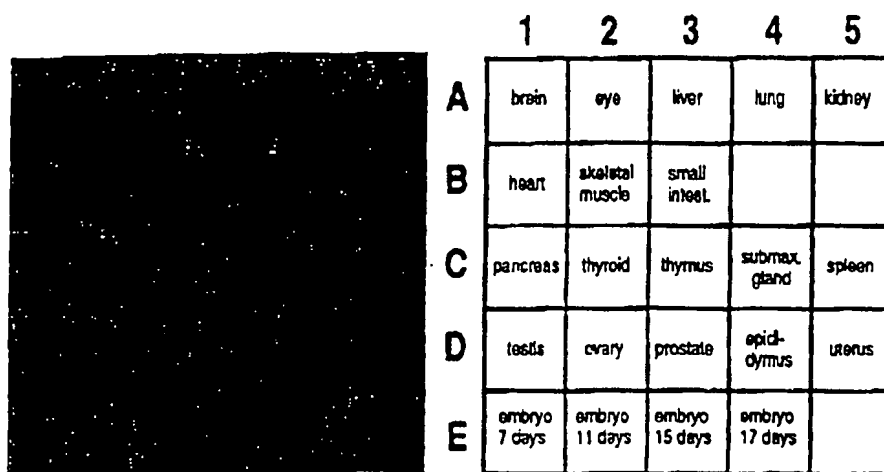 1 2 3 4 5
A brain eye liver lung kidney
B heart skeletal muscle small intest.
C pancreas thyroid thymus submax. gland spleen
D testis ovary prostate epidi-dymus uterus
E embryo 7 days embryo 11 days embryo 15 days embryo 17 days